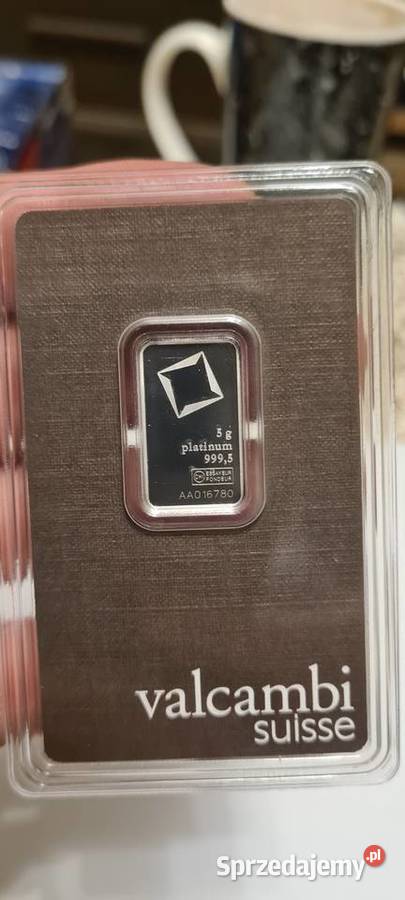 5 g
platinum
999,5
ESSAYEUR
FONDEUR
AA016780
valcambi
suisse
Sprzedajemy.pl